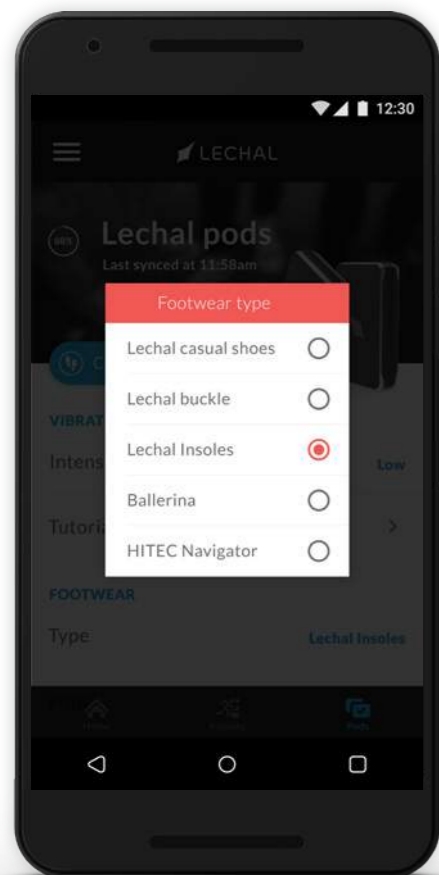 12:30
LECHAL
Lechal pods
Last synced at 11:58am
Footwear type
Lechal casual shoes
Lechal buckle
VIBRAT
Lechal Insoles
Intens
Low
Ballerina
Tutori
HITEC Navigator
FOOTWEAR
Type
Lechal Insoles
Pods